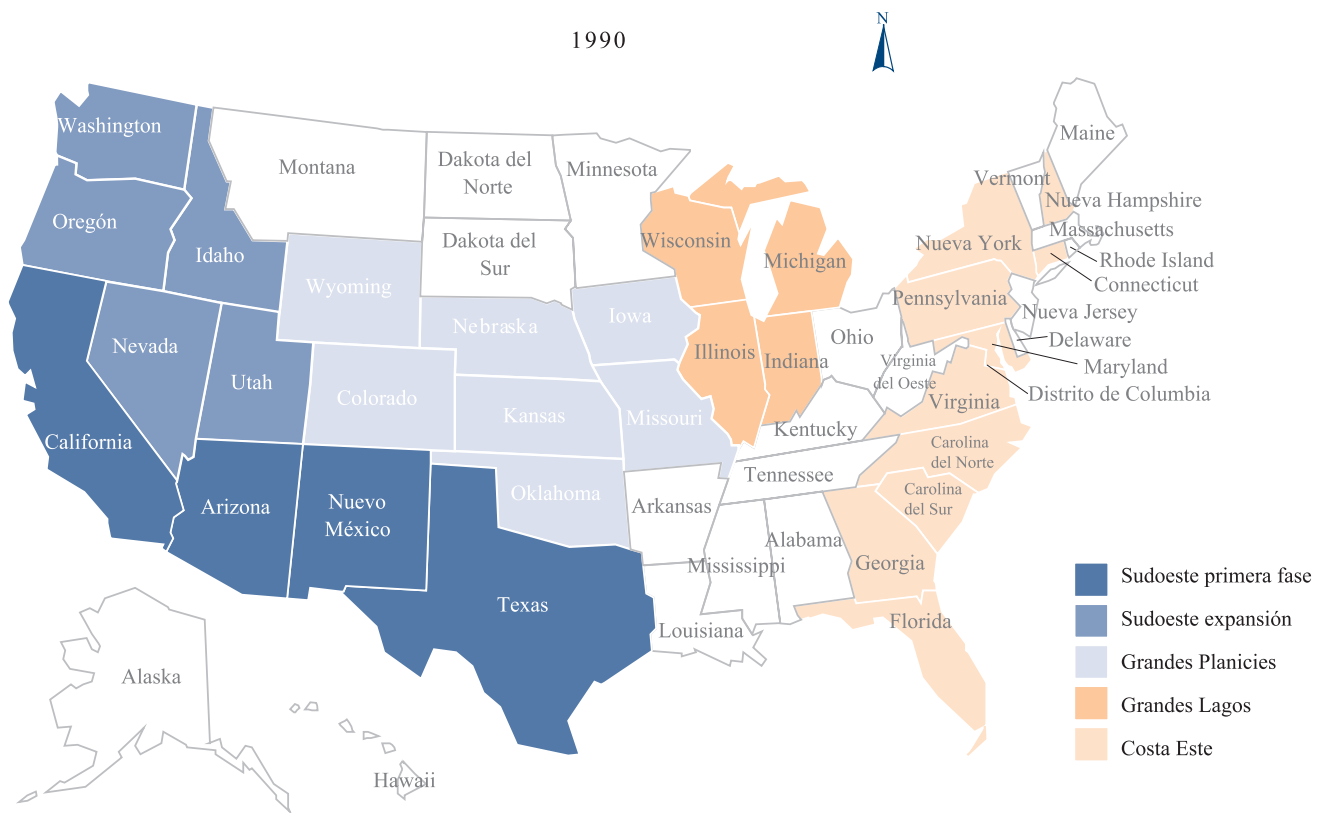 N
1990
Washington
Montana
Dakota del
Norte
Minnesota
Maine
Vermont
Nueva Hampshire
Oregón
Idaho
Dakota del
Sur
Wisconsin
Michigan
Nueva York
Massachusetts
Rhode Island
Connecticut
Wyoming
Nebraska
Iowa
Pennsylvania
Nueva Jersey
Nevada
Utah
Colorado
Kansas
Missouri
Illinois
Indiana
Ohio
Virginia
del Oeste
Delaware
Maryland
Distrito de Columbia
Virginia
California
Arizona
Nuevo
México
Oklahoma
Arkansas
Kentucky
Tennessee
Carolina
del Norte
Carolina
del Sur
Mississippi
Alabama
Georgia
Texas
Louisiana
Florida
Alaska
Hawaii
Sudoeste primera fase
Sudoeste expansión
Grandes Planicies
Grandes Lagos
Costa Este